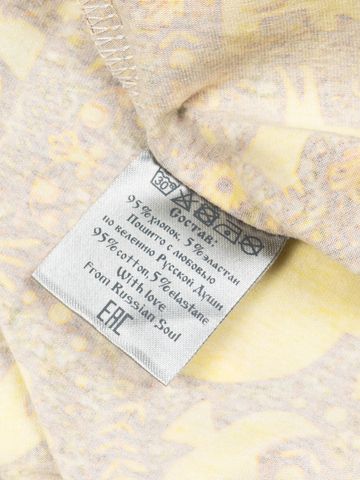 30°
Состав:
95% хлопок, 5% эластан
Пошито с любовью
по велению Русской Души
95%cotton,5%elastane
With love
from Russian Soul
EAC